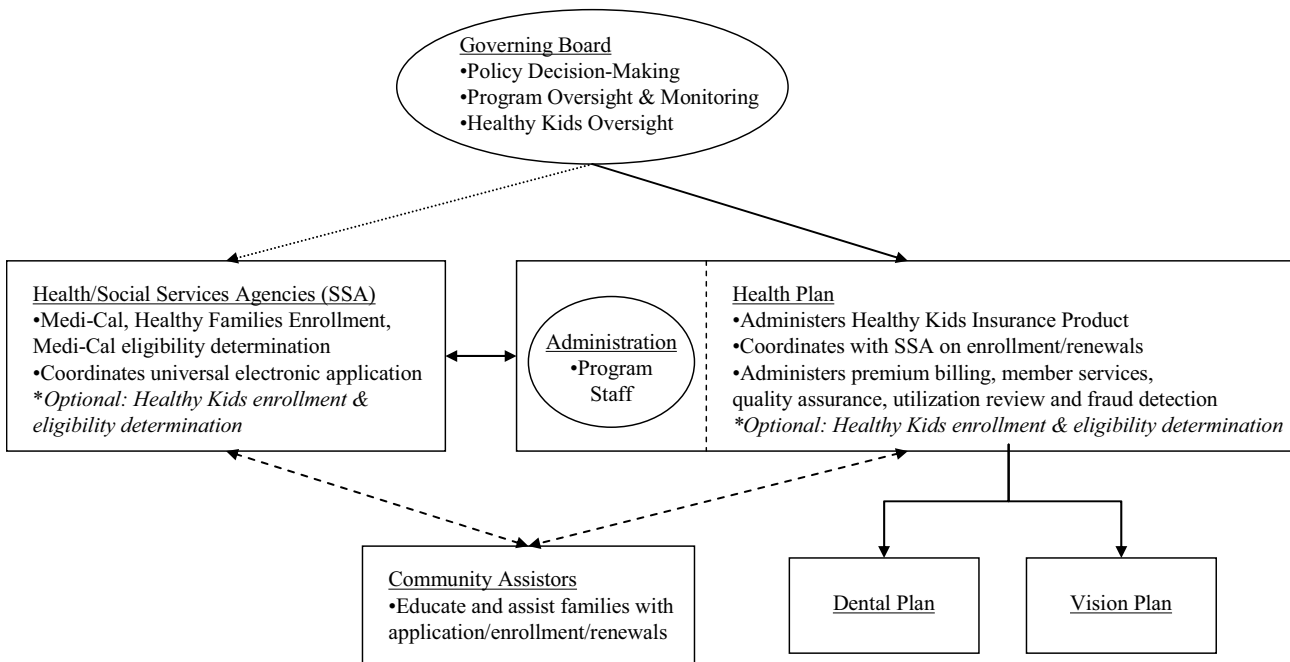 Governing Board
•Policy Decision-Making
•Program Oversight & Monitoring
•Healthy Kids Oversight
Health/Social Services Agencies (SSA)
•Medi-Cal, Healthy Families Enrollment,
Medi-Cal eligibility determination
•Coordinates universal electronic application
*Optional: Healthy Kids enrollment &
eligibility determination
Administration
•Program
Staff
Health Plan
•Administers Healthy Kids Insurance Product
•Coordinates with SSA on enrollment/renewals
•Administers premium billing, member services,
quality assurance, utilization review and fraud detection
*Optional: Healthy Kids enrollment & eligibility determination
Community Assistors
•Educate and assist families with
application/enrollment/renewals
Dental Plan
Vision Plan